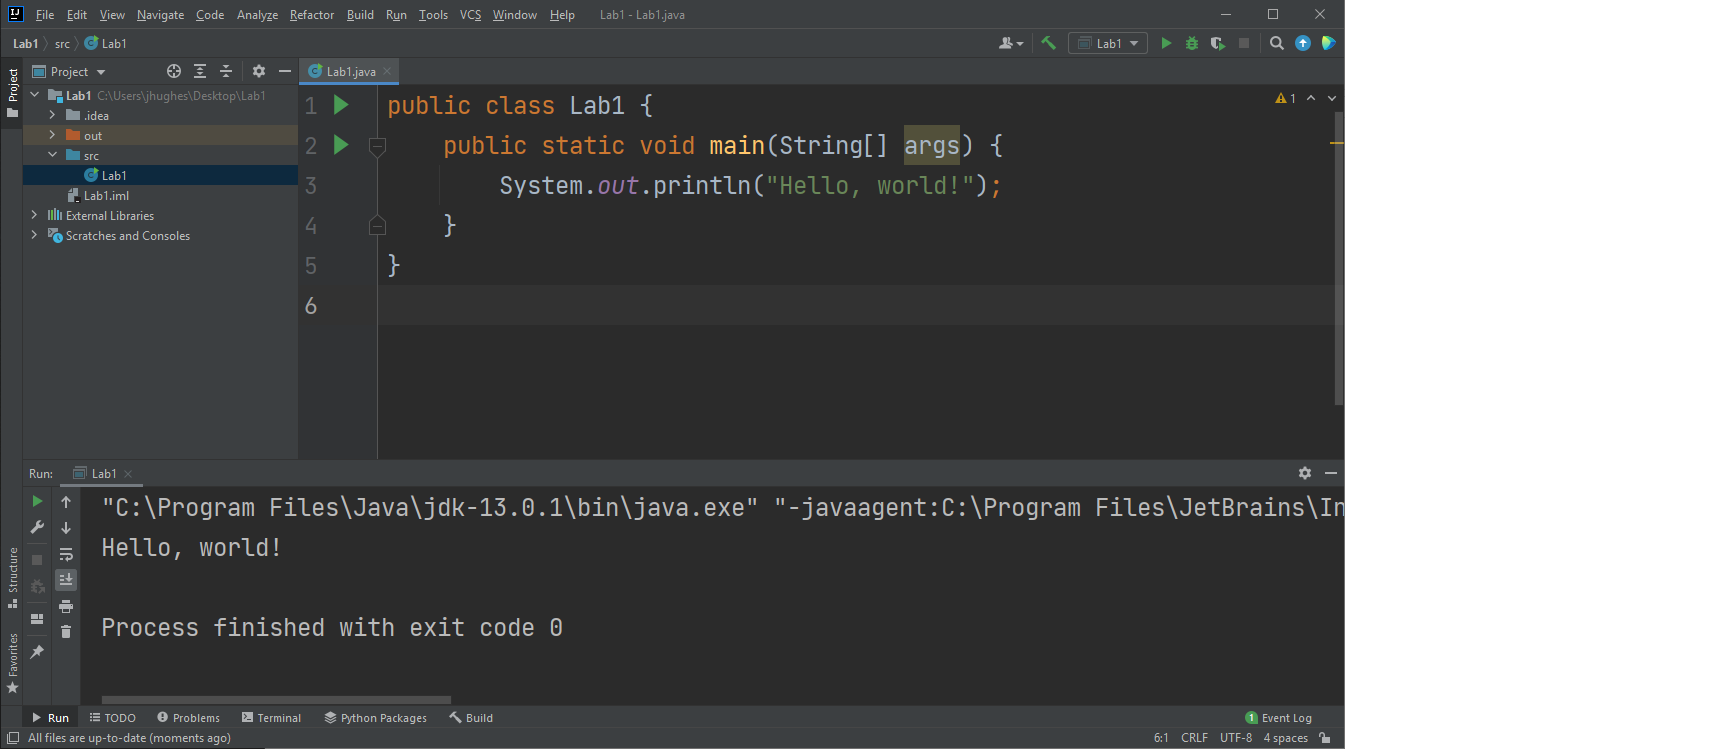 File Edit View Navigate Code Analyze Refactor Build Run Tools VCS Window Help Lab1 - Lab1.java
Lab1 src Lab1
Lab1
Project
Project
Lab1.java
Lab1 C:\Users\jhughes\Desktop\Lab1
.idea
out
src
Lab1
Lab1.iml
External Libraries
Scratches and Consoles
1 public class Lab1 {
2 public static void main(String[] args) {
3 System.out.println("Hello, world!");
4 }
5 }
6
1
Run: Lab1
"C:\Program Files\Java\jdk-13.0.1\bin\java.exe" "-javaagent:C:\Program Files\JetBrains\In
Hello, world!
Process finished with exit code 0
Structure
Favorites
Run TODO Problems Terminal Python Packages Build 1 Event Log
All files are up-to-date (moments ago) 6:1 CRLF UTF-8 4 spaces